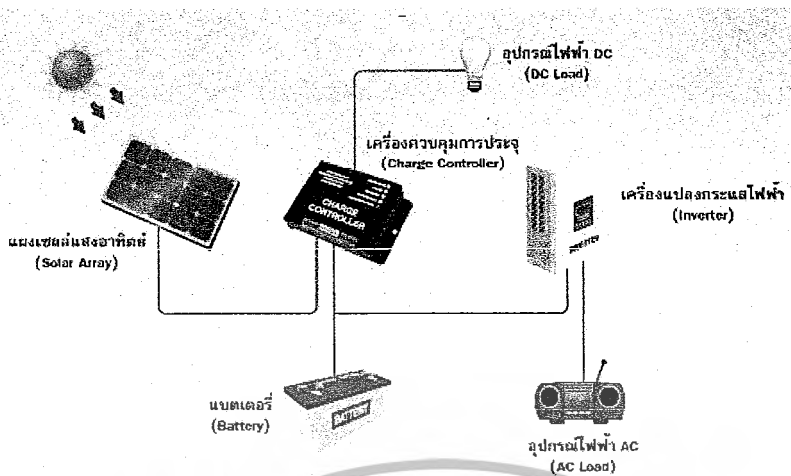 อุปกรณ์ไฟฟ้า DC
(DC Load)
เครื่องควบคุมการประจุ
(Charge Controller)
CHARGE
CONTROLLER
เครื่องแปลงกระแสไฟฟ้า
(Inverter)
INVERTER
แผงเซลล์แสงอาทิตย์
(Solar Array)
แบตเตอรี่
(Battery)
BATTERY
อุปกรณ์ไฟฟ้า AC
(AC Load)